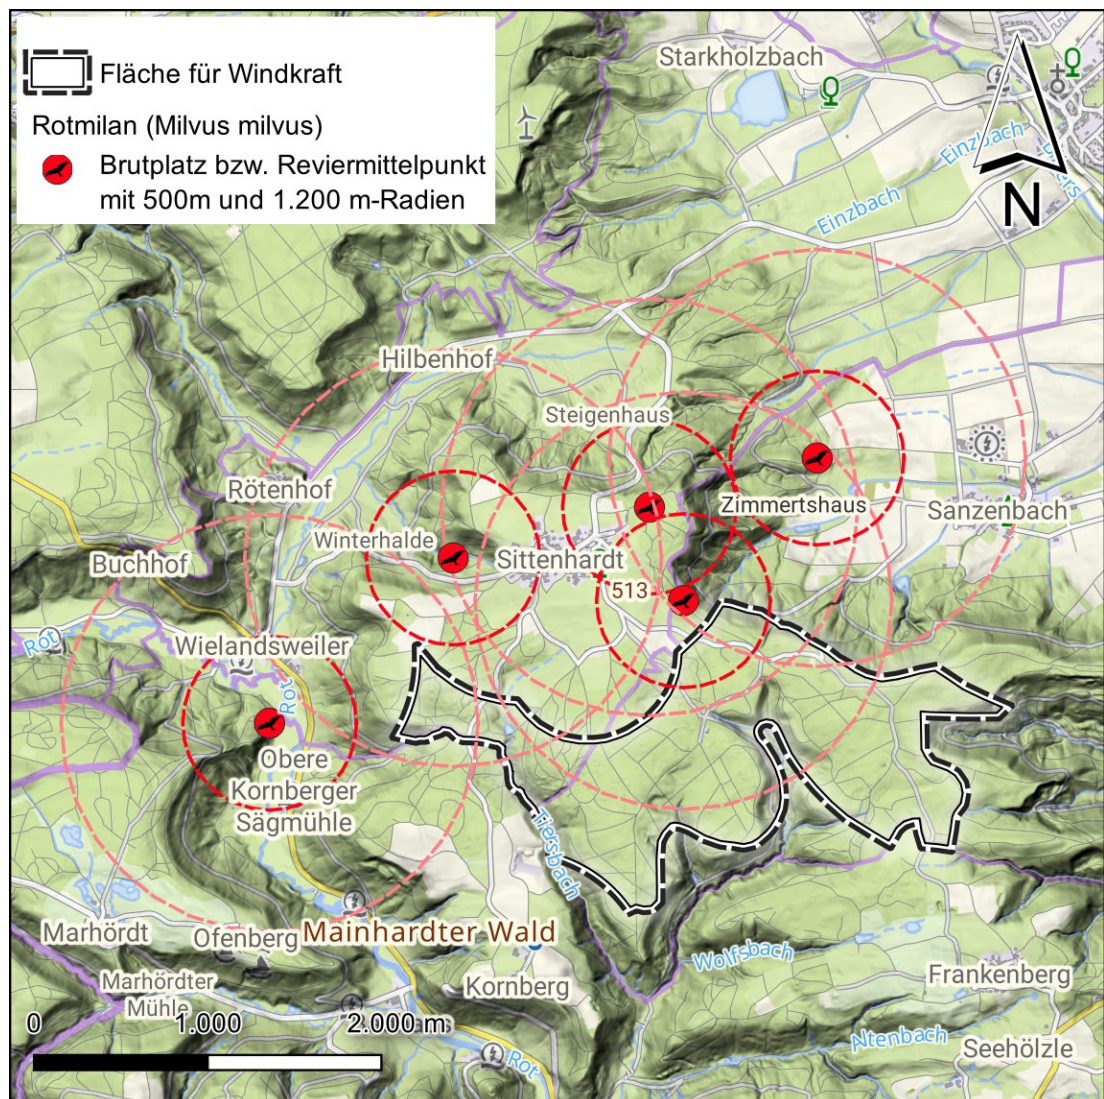 Fläche für Windkraft
Rotmilan (Milvus milvus)
Brutplatz bzw. Reviermittelpunkt
mit 500m und 1.200 m-Radien
Starkholzbach
Einzbach
N
Einzbach
Hilbenhof
Steigenhaus
Rötenhof
Zimmertshaus
Sanzenbach
Winterhalde
Sittenhardt
Buchhof
513
Rot
Wielandsweiler
Rot
Obere
Kornberger
Sägmühle
Tiersbach
Marhördt
Ofenberg
Mainhardter Wald
Wolfsbach
Marhördter
Mühle
Kornberg
Frankenberg
0
1.000
2.000 m
Altenbach
Seehölzle
Rot